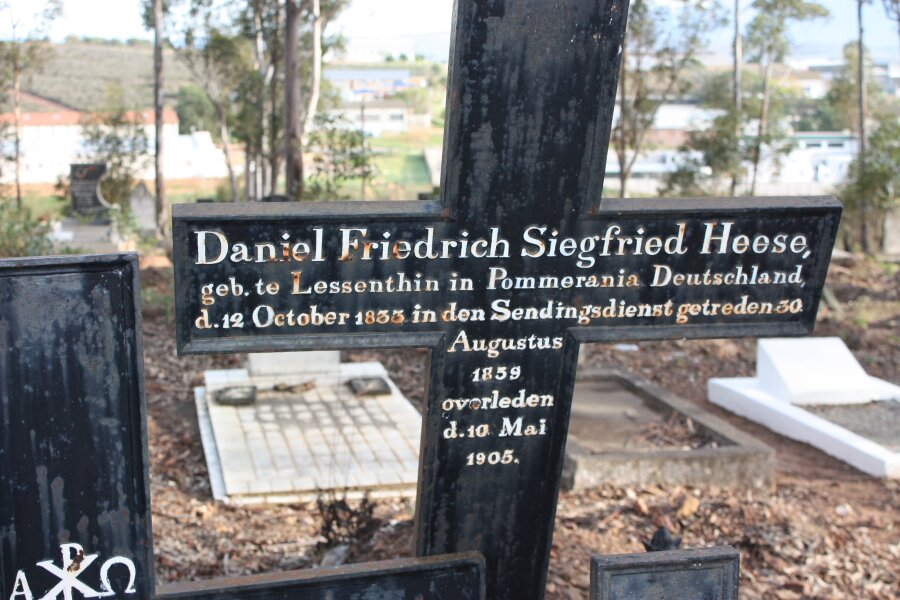 Daniel Friedrich Siegfried Heese,
geb. te Lessenthin in Pommerania Deutschland,
d. 12 October 1833 in den Sendingsdienst getreden 30.
Augustus
1859
overleden
d. 10 Mai
1905.
Α Ω